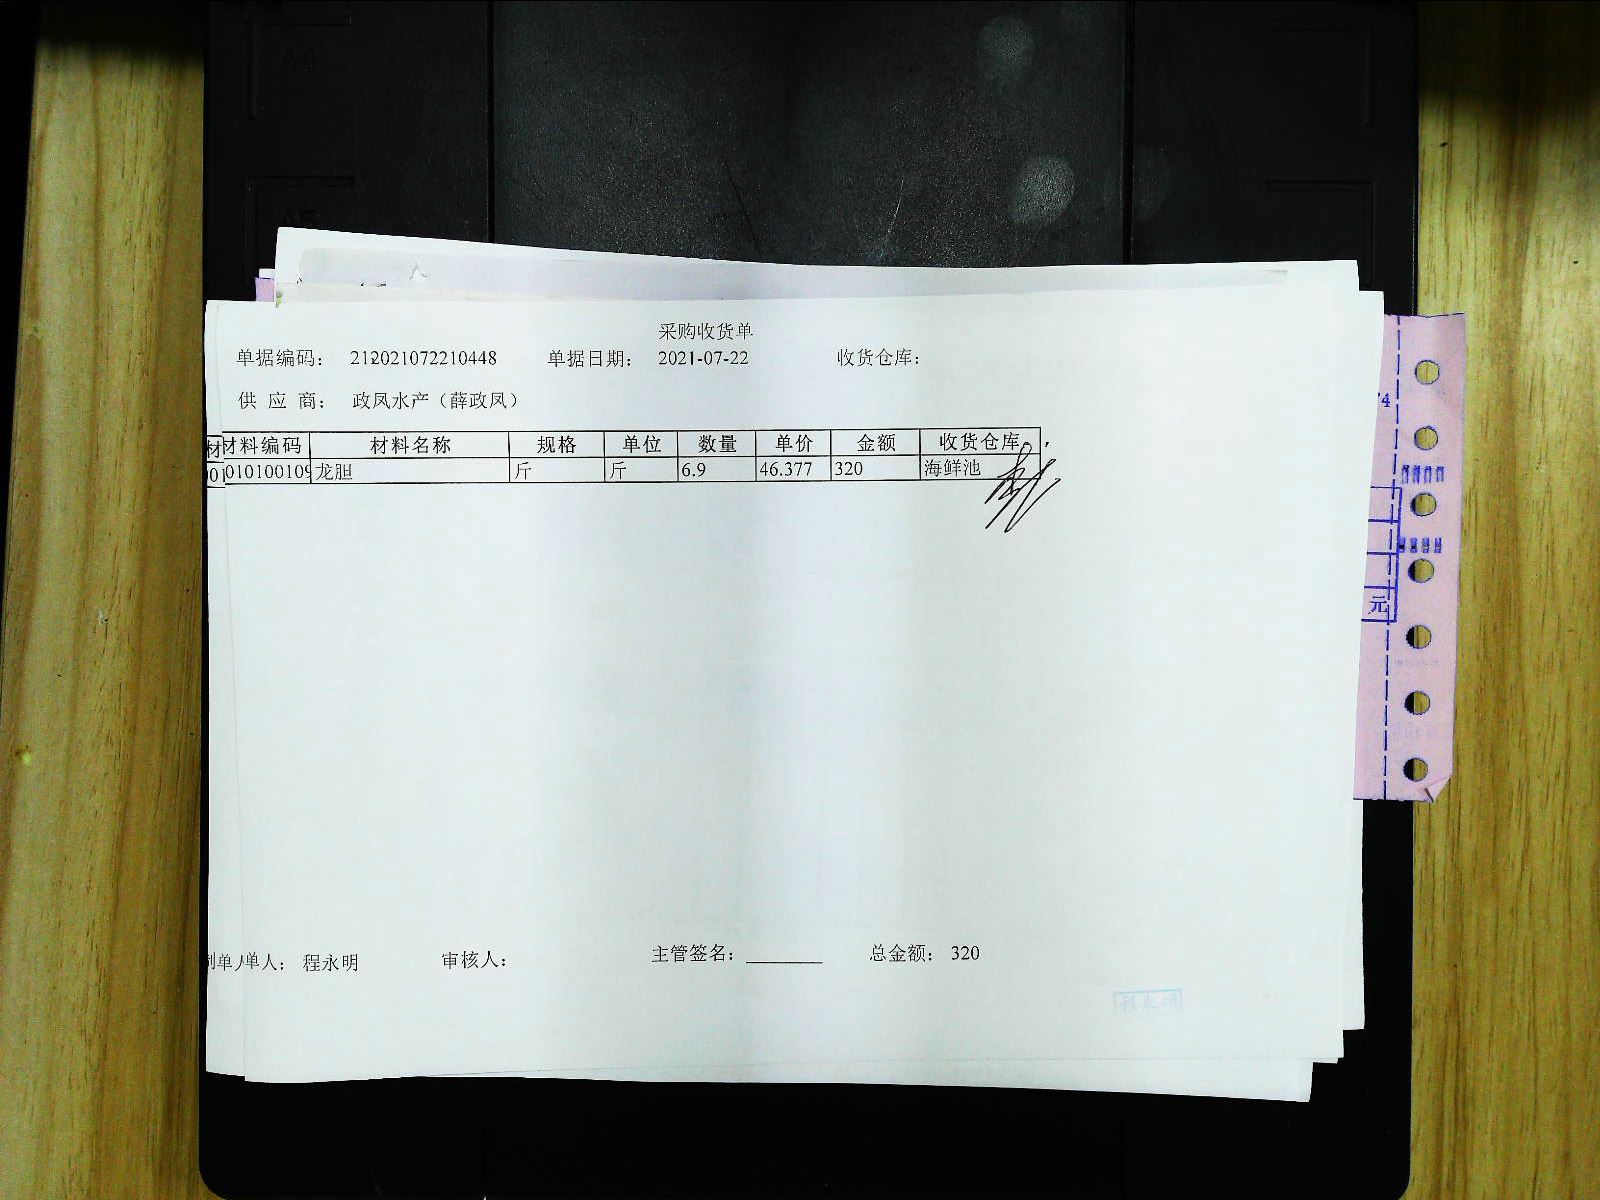 采购收货单
单据编码： 212021072210448 单据日期： 2021-07-22 收货仓库：
供 应 商： 政凤水产（薛政凤）
材料编码 材料名称 规格 单位 数量 单价 金额 收货仓库
010100109 龙胆 斤 斤 6.9 46.377 320 海鲜池
单人： 程永明 审核人： 主管签名： 总金额： 320
程永明
元